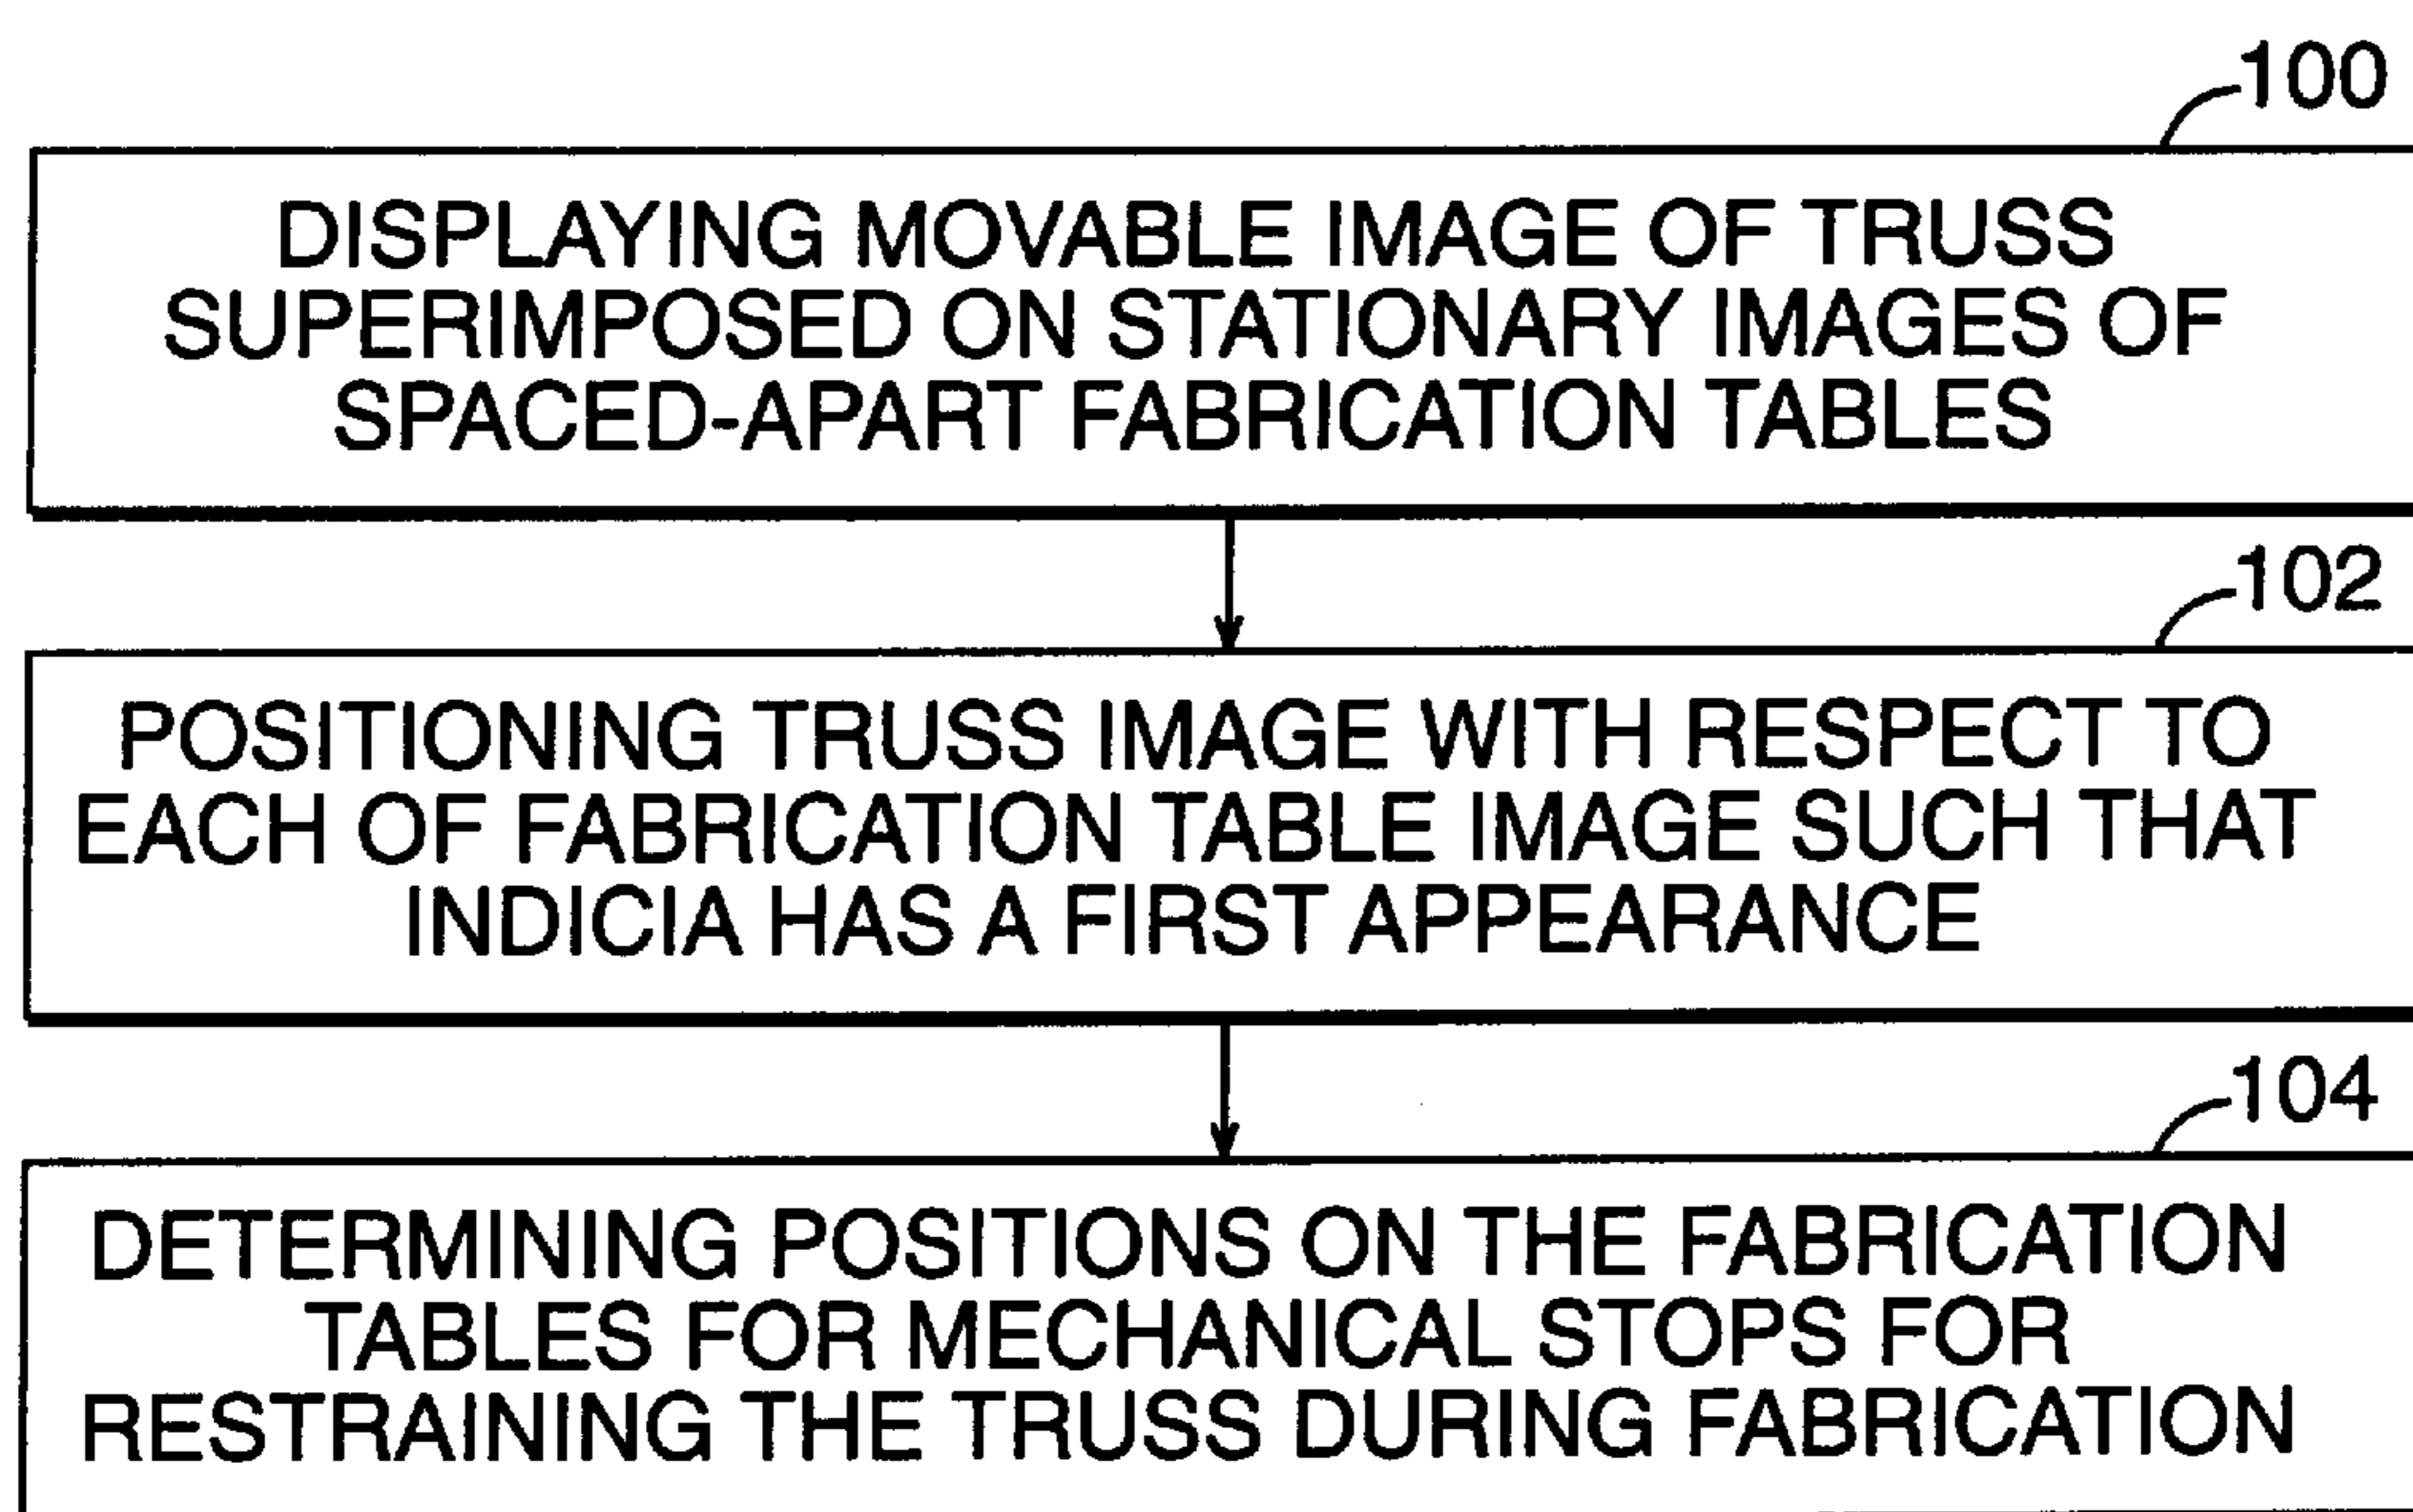 100
DISPLAYING MOVABLE IMAGE OF TRUSS
SUPERIMPOSED ON STATIONARY IMAGES OF
SPACED-APART FABRICATION TABLES
102
POSITIONING TRUSS IMAGE WITH RESPECT TO
EACH OF FABRICATION TABLE IMAGE SUCH THAT
INDICIA HAS A FIRST APPEARANCE
104
DETERMINING POSITIONS ON THE FABRICATION
TABLES FOR MECHANICAL STOPS FOR
RESTRAINING THE TRUSS DURING FABRICATION